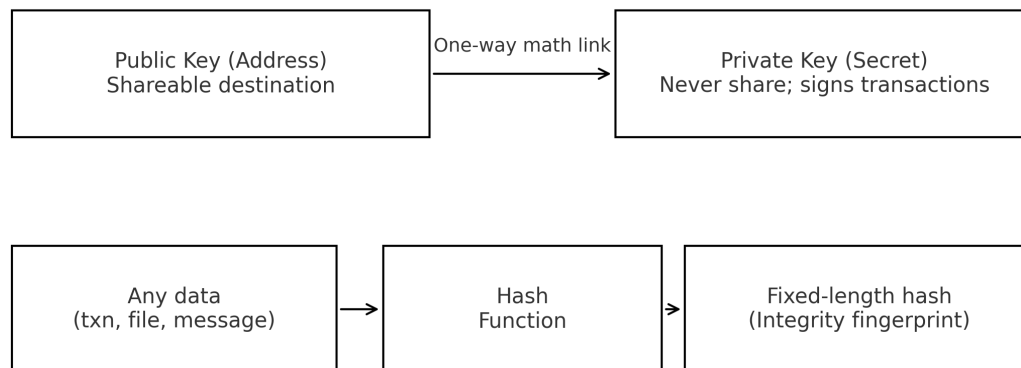 Public Key (Address)
Shareable destination
One-way math link
Private Key (Secret)
Never share; signs transactions
Any data
(txn, file, message)
Hash
Function
Fixed-length hash
(Integrity fingerprint)